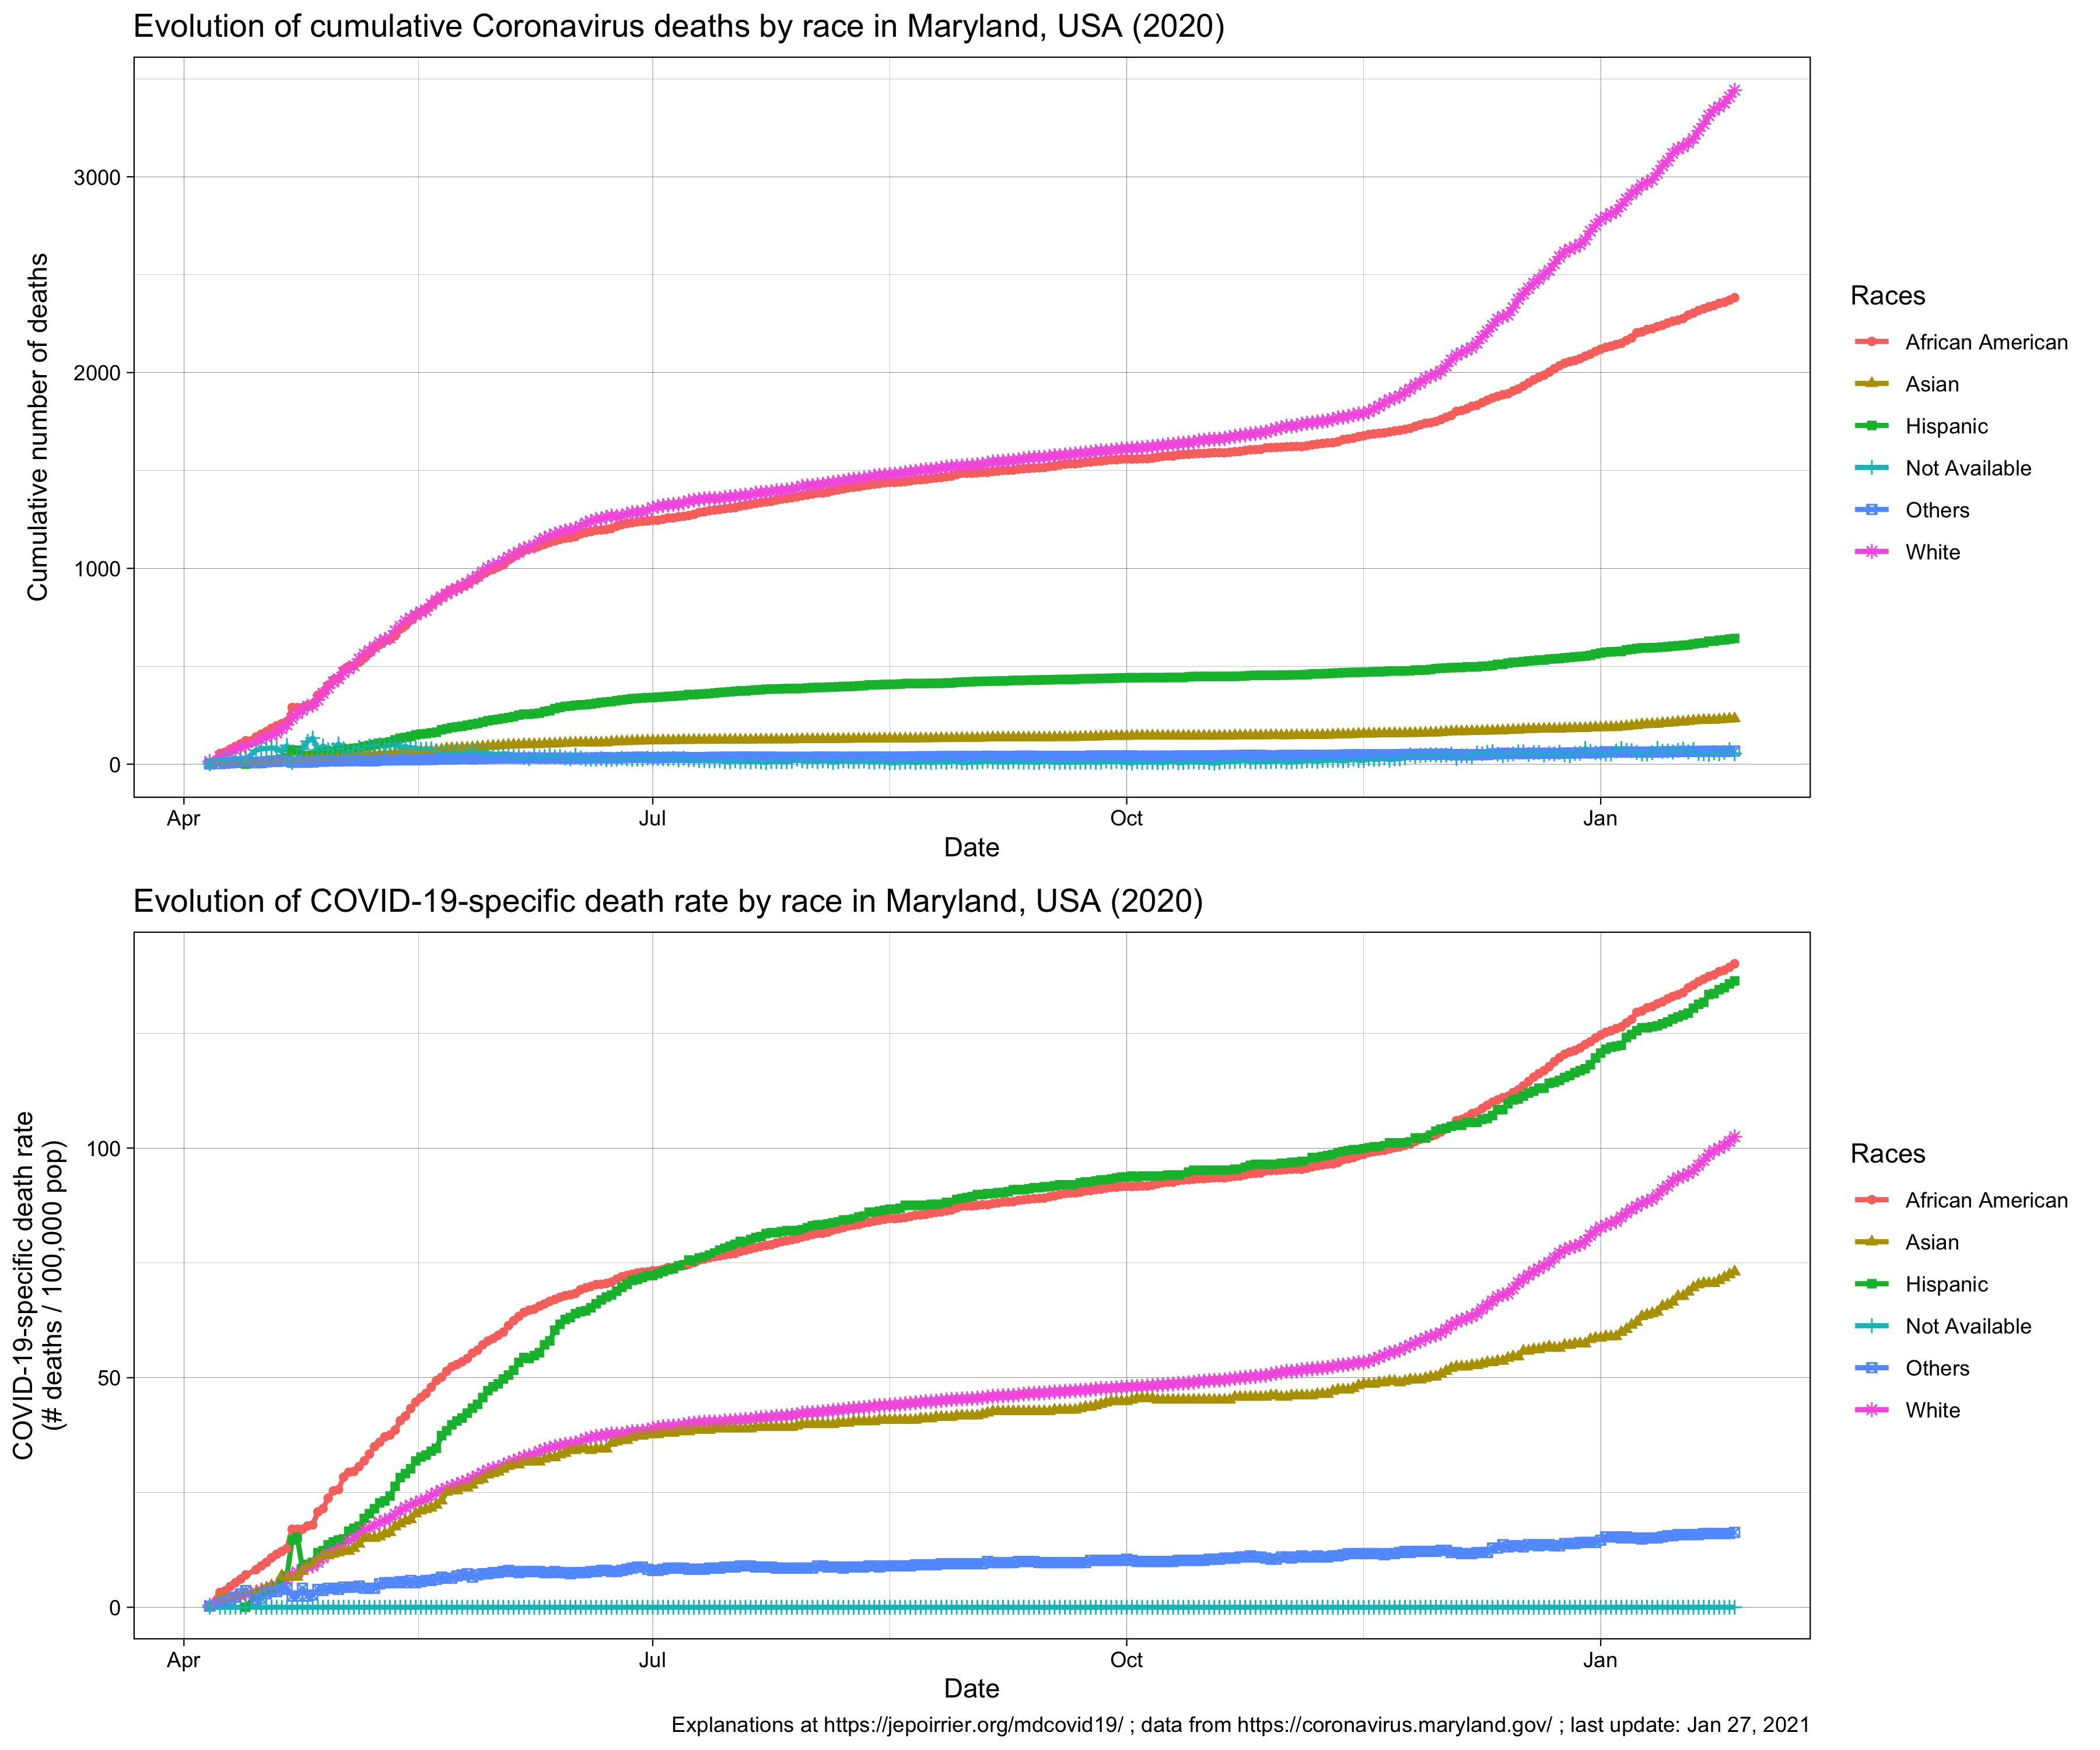 Evolution of cumulative Coronavirus deaths by race in Maryland, USA (2020)
Cumulative number of deaths
3000
2000
1000
0
Apr
Jul
Oct
Jan
Date
Races
African American
Asian
Hispanic
Not Available
Others
White
Evolution of COVID-19-specific death rate by race in Maryland, USA (2020)
COVID-19-specific death rate
(# deaths / 100,000 pop)
100
50
0
Apr
Jul
Oct
Jan
Date
Races
African American
Asian
Hispanic
Not Available
Others
White
Explanations at https://jepoirrier.org/mdcovid19/ ; data from https://coronavirus.maryland.gov/ ; last update: Jan 27, 2021